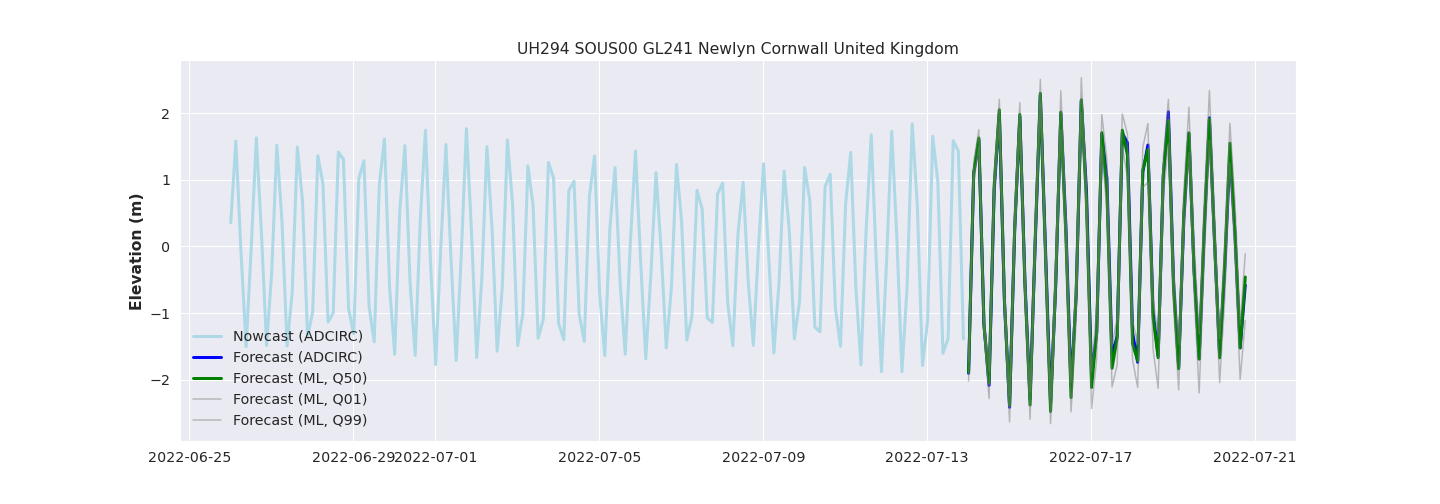 UH294 SOUS00 GL241 Newlyn Cornwall United Kingdom
Elevation (m)
2
1
0
−1
−2
Nowcast (ADCIRC)
Forecast (ADCIRC)
Forecast (ML, Q50)
Forecast (ML, Q01)
Forecast (ML, Q99)
2022-06-25 2022-06-29 2022-07-01 2022-07-05 2022-07-09 2022-07-13 2022-07-17 2022-07-21